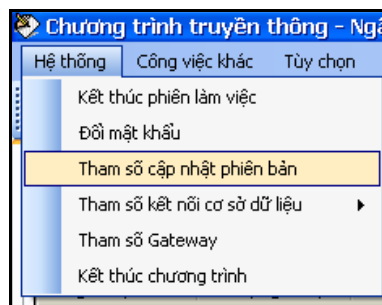 Chương trình truyền thông - Ngâ
Hệ thống Công việc khác Tùy chọn
Kết thúc phiên làm việc
Đổi mật khẩu
Tham số cập nhật phiên bản
Tham số kết nối cơ sở dữ liệu
Tham số Gateway
Kết thúc chương trình